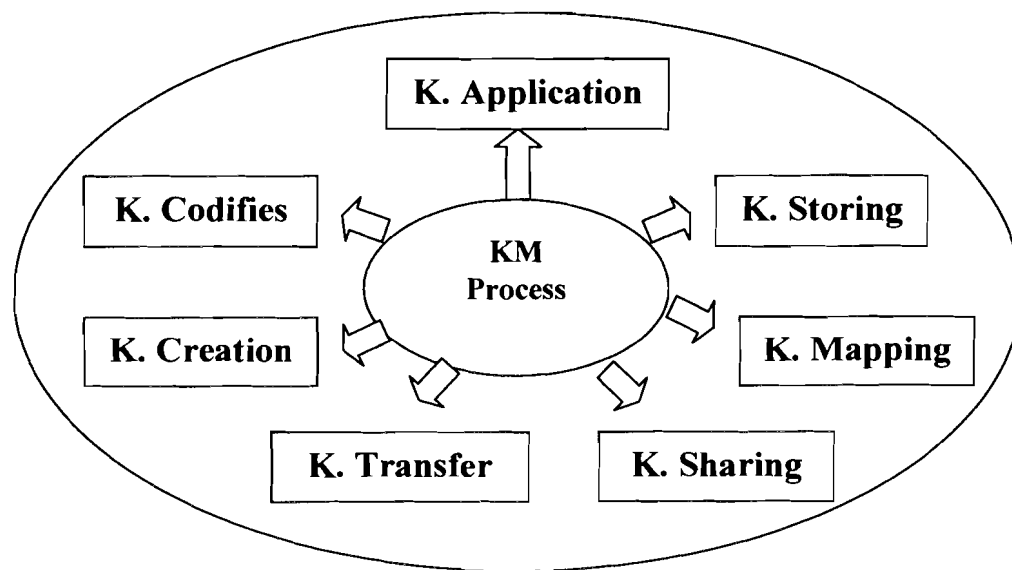 K. Application
K. Codifies
K. Storing
KM
Process
K. Creation
K. Mapping
K. Transfer
K. Sharing